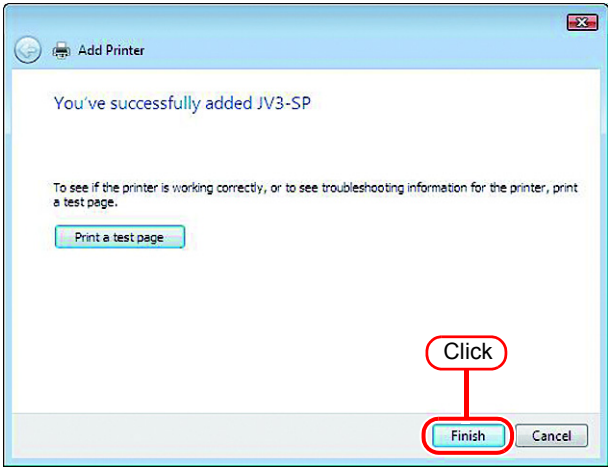 Add Printer
You've successfully added JV3-SP
To see if the printer is working correctly, or to see troubleshooting information for the printer, print
a test page.
Print a test page
Click
Finish
Cancel